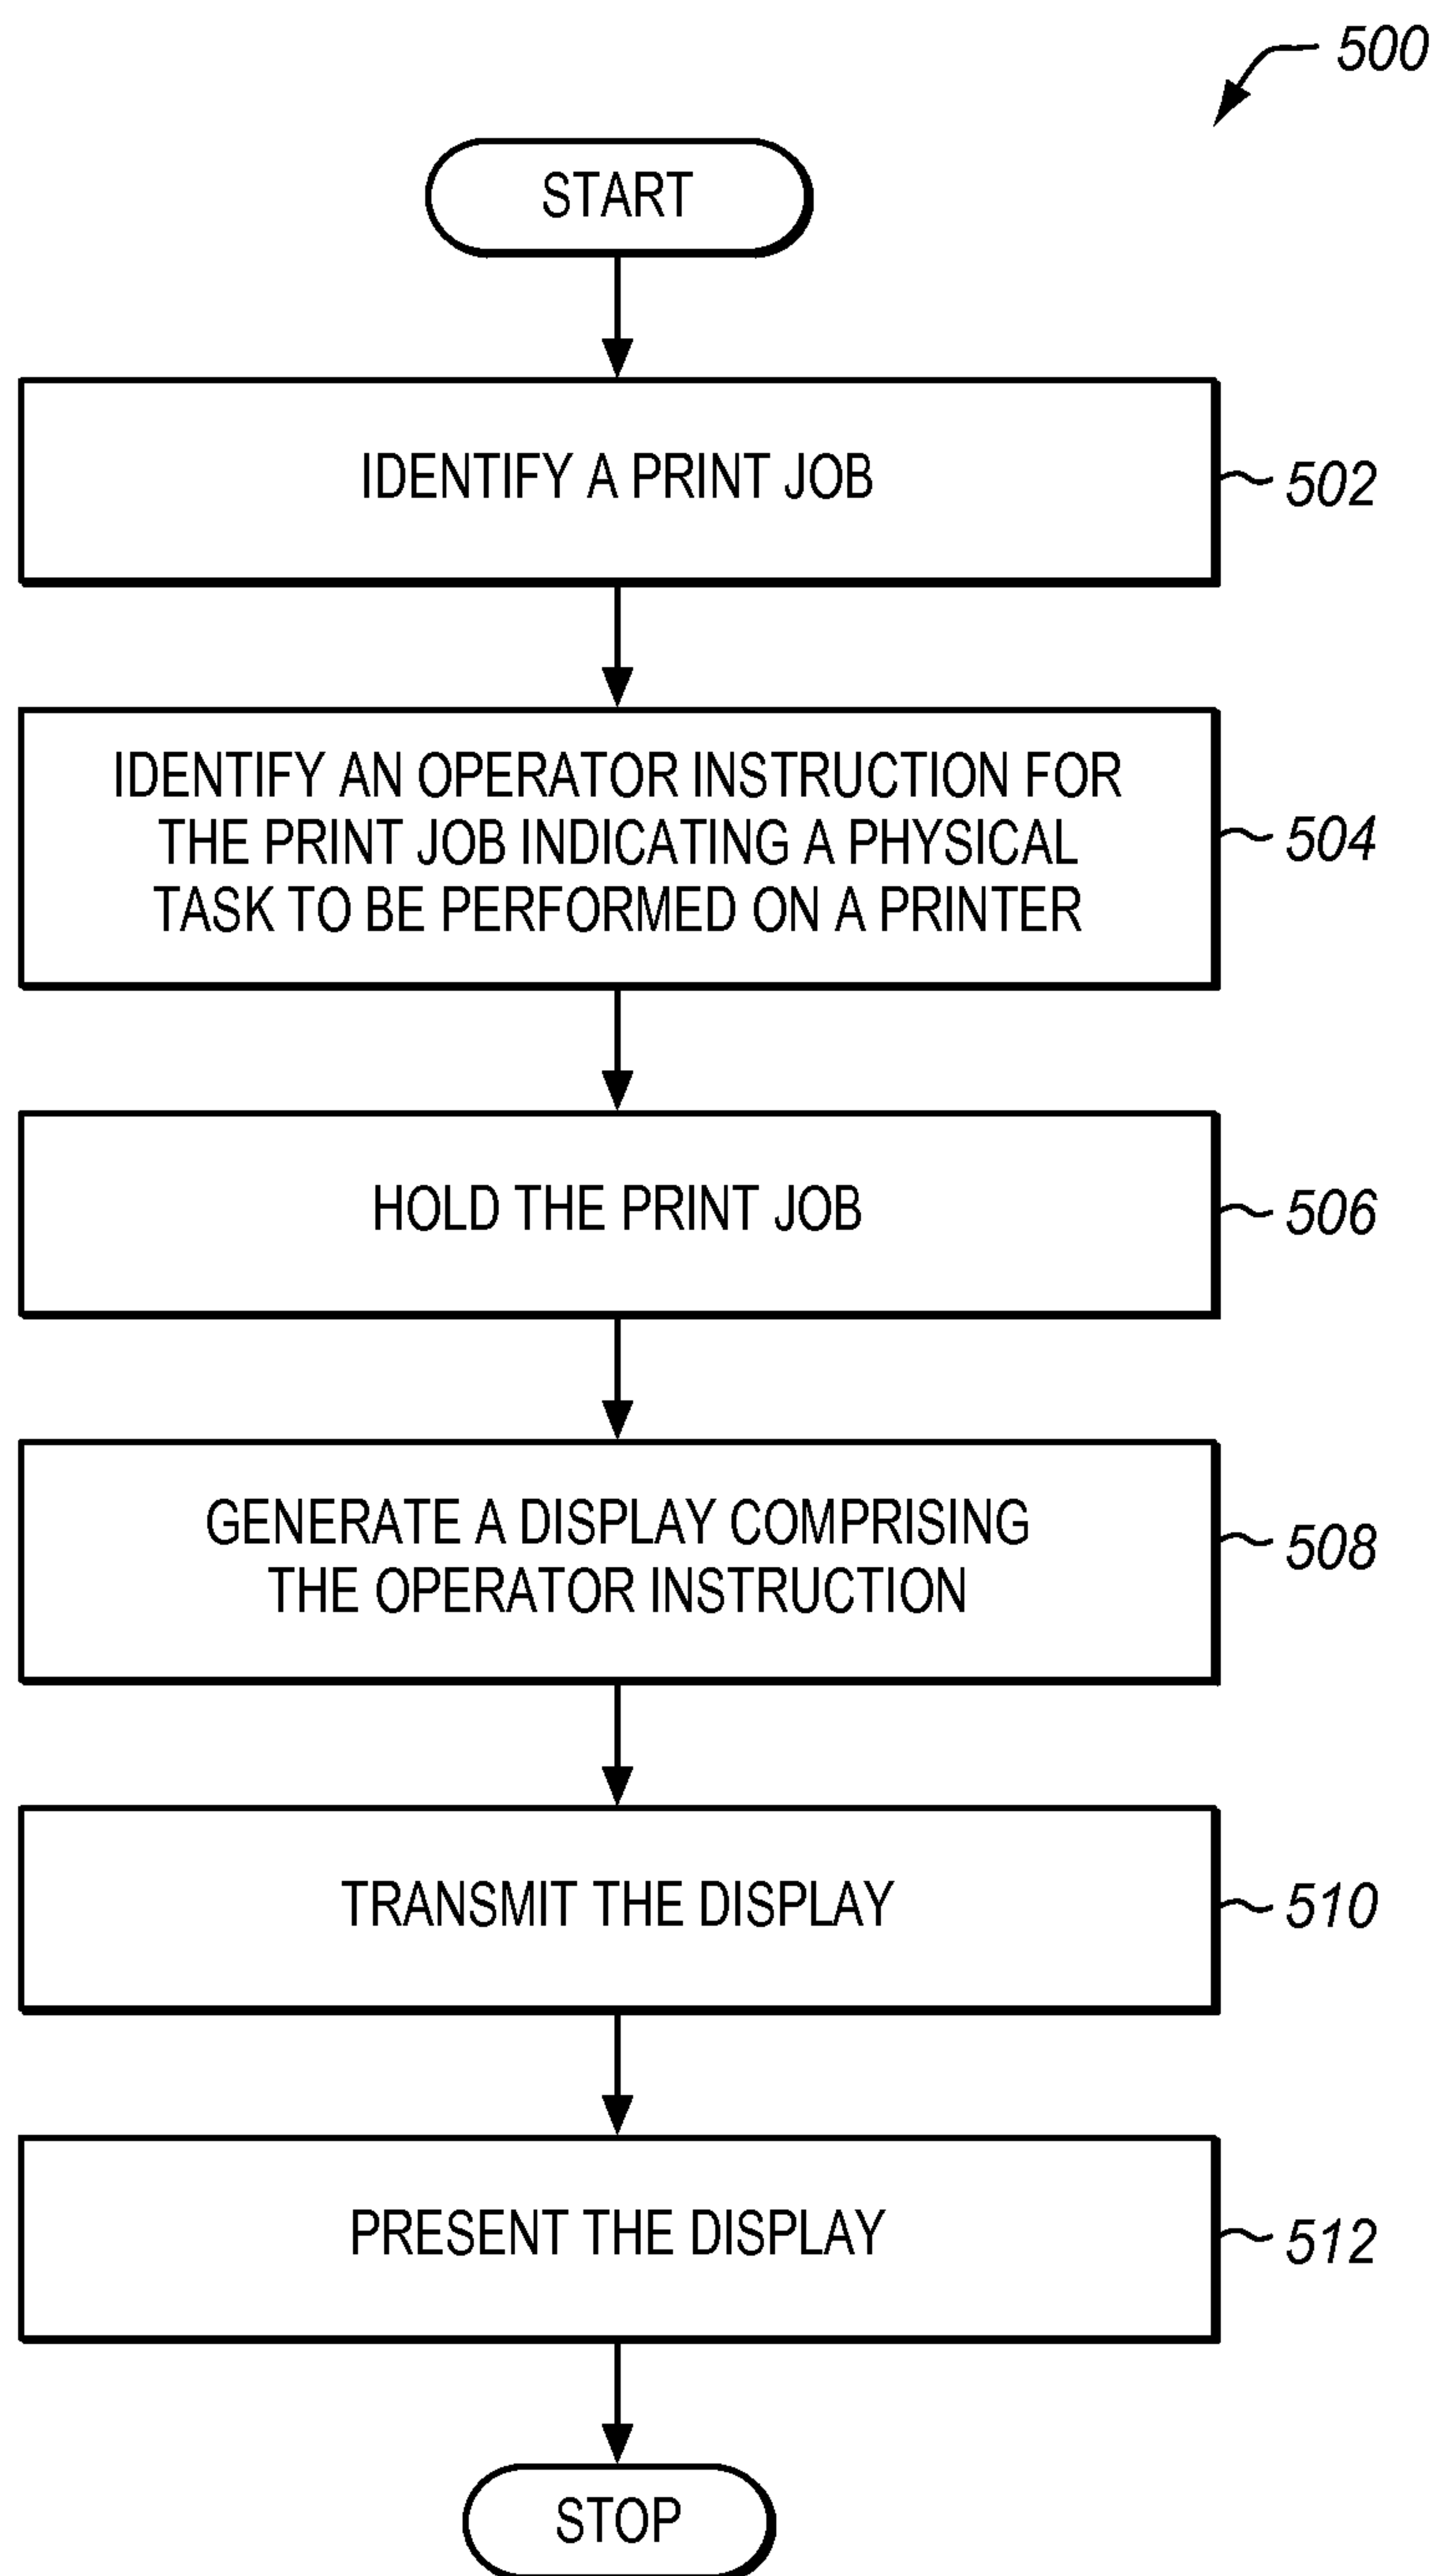 500
START
IDENTIFY A PRINT JOB
502
IDENTIFY AN OPERATOR INSTRUCTION FOR
THE PRINT JOB INDICATING A PHYSICAL
TASK TO BE PERFORMED ON A PRINTER
504
HOLD THE PRINT JOB
506
GENERATE A DISPLAY COMPRISING
THE OPERATOR INSTRUCTION
508
TRANSMIT THE DISPLAY
510
PRESENT THE DISPLAY
512
STOP